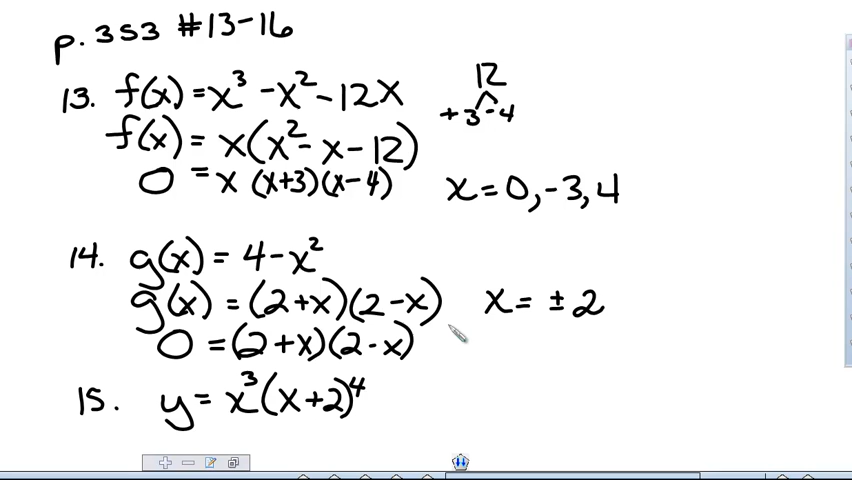 p. 353 #13-16
13. f(x) = x³ - x² - 12x
12
+3 -4
f(x) = x(x² - x - 12)
0 = x (x+3)(x-4)
x = 0, -3, 4
14. g(x) = 4 - x²
g(x) = (2+x)(2-x)
x = ± 2
0 = (2+x)(2-x)
15. y = x³(x+2)⁴